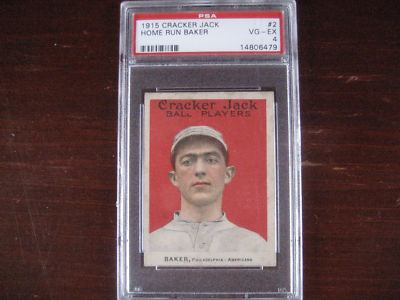 PSA
1915 CRACKER JACK #2
HOME RUN BAKER VG-EX
4
14806479
Cracker Jack
BALL PLAYERS
BAKER, PHILADELPHIA - AMERICANS